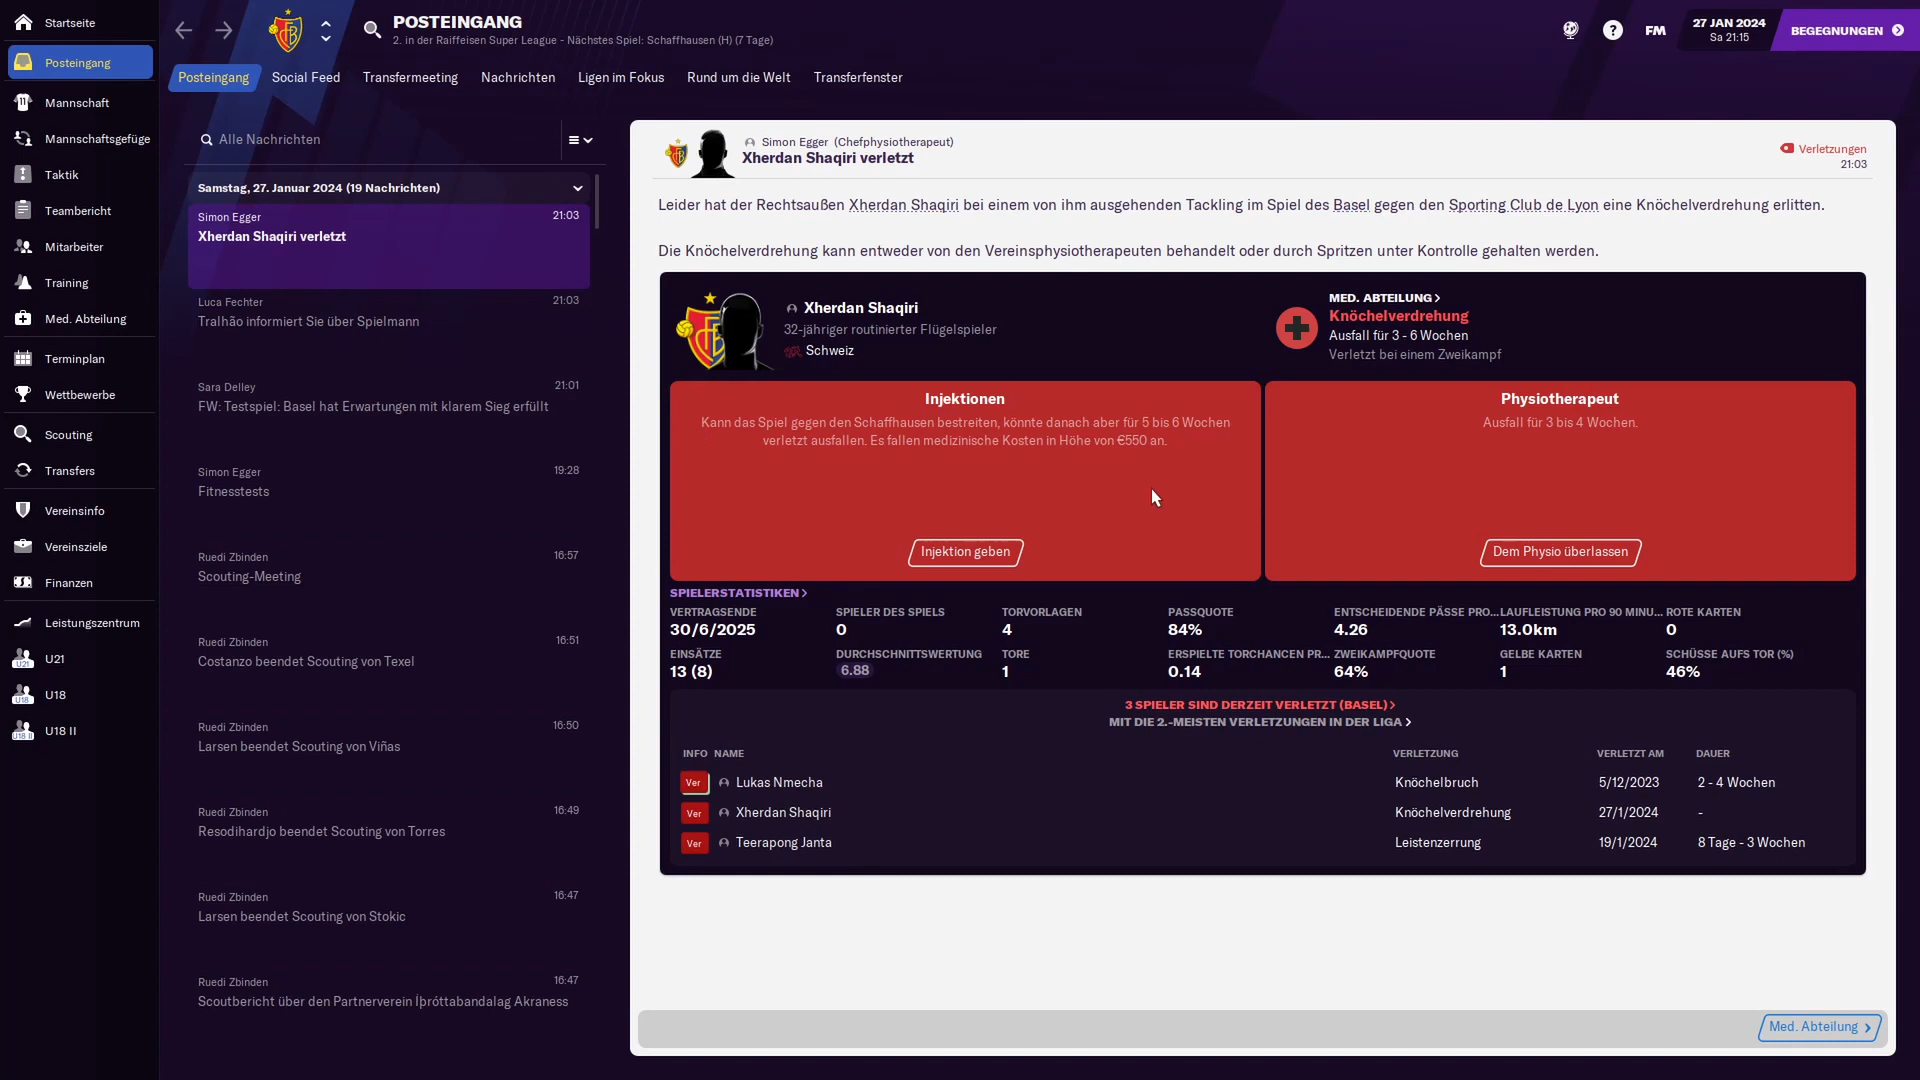 Startseite
Posteingang
Mannschaft
Mannschaftsgefüge
Taktik
Teambericht
Mitarbeiter
Training
Med. Abteilung
Terminplan
Wettbewerbe
Scouting
Transfers
Vereinsinfo
Vereinsziele
Finanzen
Leistungszentrum
U21
U21
U18
U18
U18 II
U18 II
POSTEINGANG
2. in der Raiffeisen Super League - Nächstes Spiel: Schaffhausen (H) (7 Tage)
FM
27 JAN 2024
Sa 21:15
BEGEGNUNGEN
Posteingang
Social Feed
Transfermeeting
Nachrichten
Ligen im Fokus
Rund um die Welt
Transferfenster
Alle Nachrichten
Samstag, 27. Januar 2024 (19 Nachrichten)
Simon Egger 21:03
Xherdan Shaqiri verletzt
Luca Fechter 21:03
Tralhão informiert Sie über Spielmann
Sara Delley 21:01
FW: Testspiel: Basel hat Erwartungen mit klarem Sieg erfüllt
Simon Egger 19:28
Fitnesstests
Ruedi Zbinden 16:57
Scouting-Meeting
Ruedi Zbinden 16:51
Costanzo beendet Scouting von Texel
Ruedi Zbinden 16:50
Larsen beendet Scouting von Viñas
Ruedi Zbinden 16:49
Resodihardjo beendet Scouting von Torres
Ruedi Zbinden 16:47
Larsen beendet Scouting von Stokic
Ruedi Zbinden 16:47
Scoutbericht über den Partnerverein Íþróttabandalag Akraness
Simon Egger (Chefphysiotherapeut)
Xherdan Shaqiri verletzt
Verletzungen
21:03
Leider hat der Rechtsaußen Xherdan Shaqiri bei einem von ihm ausgehenden Tackling im Spiel des Basel gegen den Sporting Club de Lyon eine Knöchelverdrehung erlitten.
Die Knöchelverdrehung kann entweder von den Vereinsphysiotherapeuten behandelt oder durch Spritzen unter Kontrolle gehalten werden.
Xherdan Shaqiri
32-jähriger routinierter Flügelspieler
Schweiz
MED. ABTEILUNG
Knöchelverdrehung
Ausfall für 3 - 6 Wochen
Verletzt bei einem Zweikampf
Injektionen
Kann das Spiel gegen den Schaffhausen bestreiten, könnte danach aber für 5 bis 6 Wochen
verletzt ausfallen. Es fallen medizinische Kosten in Höhe von €550 an.
Injektion geben
Physiotherapeut
Ausfall für 3 bis 4 Wochen.
Dem Physio überlassen
SPIELERSTATISTIKEN
VERTRAGSENDE SPIELER DES SPIELS TORVORLAGEN PASSQUOTE ENTSCHEIDENDE PÄSSE PRO... LAUFLEISTUNG PRO 90 MINU... ROTE KARTEN
30/6/2025 0 4 84% 4.26 13.0km 0
EINSÄTZE DURCHSCHNITTSWERTUNG TORE ERSPIELTE TORCHANCEN PR... ZWEIKAMPFQUOTE GELBE KARTEN SCHÜSSE AUFS TOR (%)
13 (8) 6.88 1 0.14 64% 1 46%
3 SPIELER SIND DERZEIT VERLETZT (BASEL)
MIT DIE 2.-MEISTEN VERLETZUNGEN IN DER LIGA
INFO NAME VERLETZUNG VERLETZT AM DAUER
Ver Lukas Nmecha Knöchelbruch 5/12/2023 2 - 4 Wochen
Ver Xherdan Shaqiri Knöchelverdrehung 27/1/2024 -
Ver Teerapong Janta Leistenzerrung 19/1/2024 8 Tage - 3 Wochen
Med. Abteilung